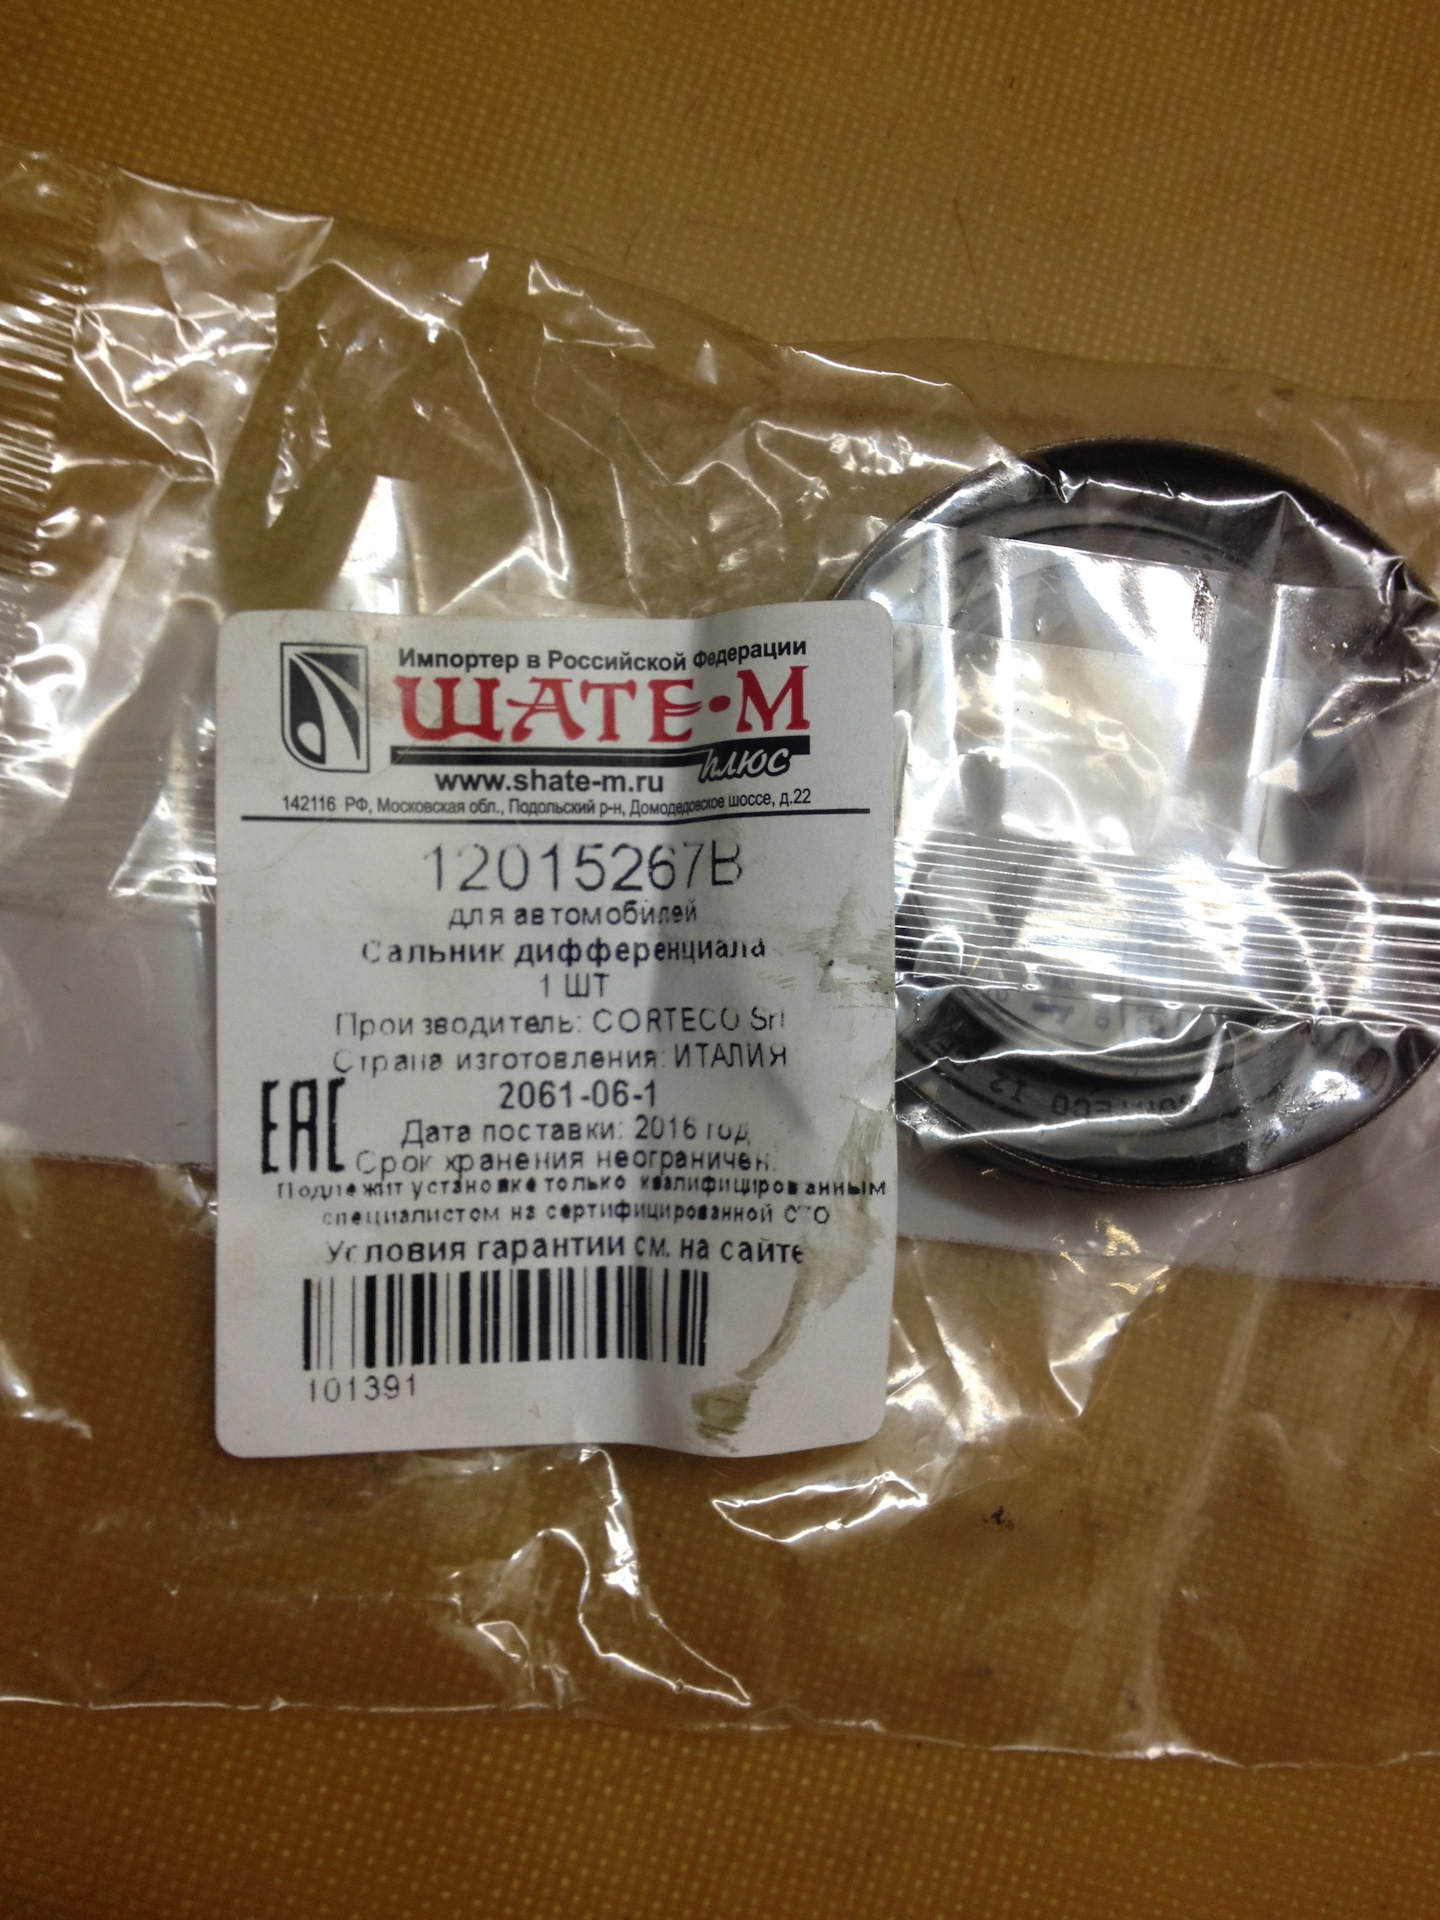 Импортер в Российской Федерации
ШАТЕ-М
плюс
www.shate-m.ru
142116 РФ, Московская обл., Подольский р-н, Домодедовское шоссе, д.22
12015267B
для автомобилей
Сальник дифференциала
1 ШТ
Производитель: CORTECO Srl
Страна изготовления: ИТАЛИЯ
2061-06-1
EAC
Дата поставки: 2016 год
Срок хранения неограничен.
Подлежит установке только квалифицированным
специалистом на сертифицированной СТО
Условия гарантии см. на сайте
101391
CORTECO I2